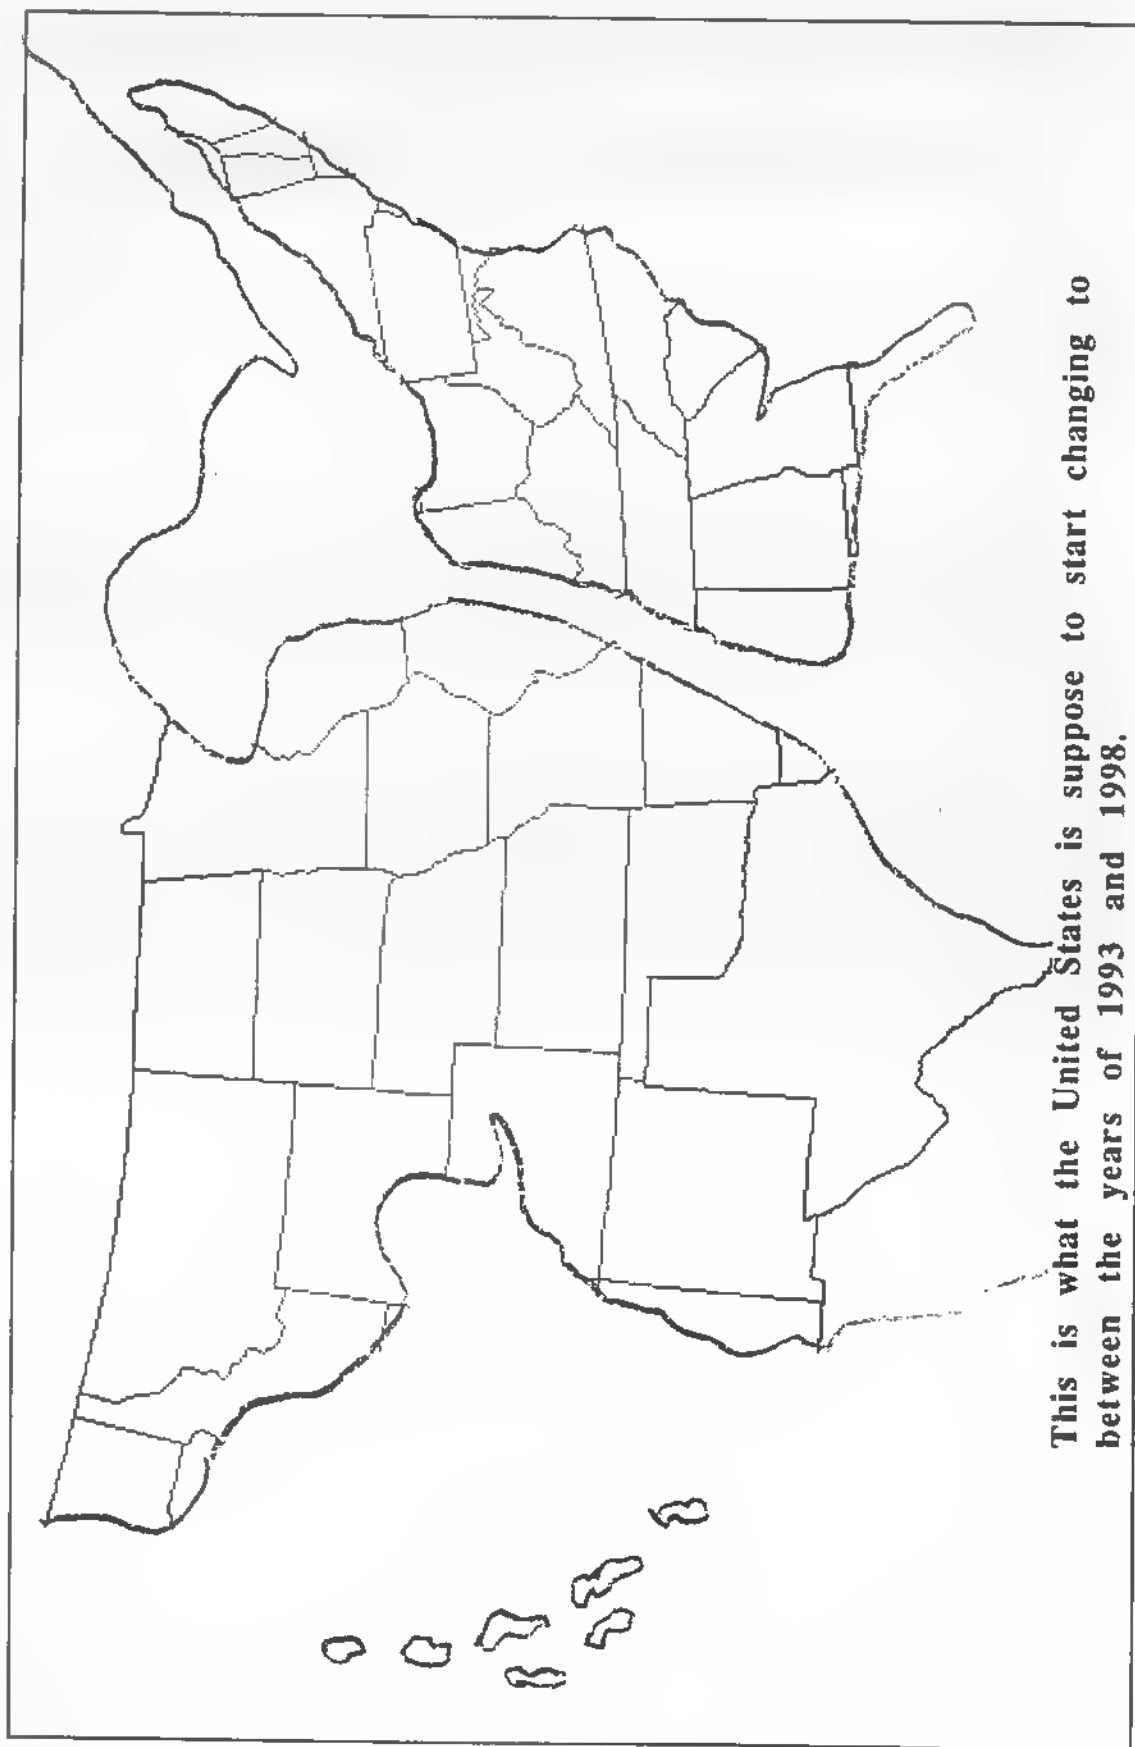 This is what the United States is suppose to start changing to
between the years of 1993 and 1998.